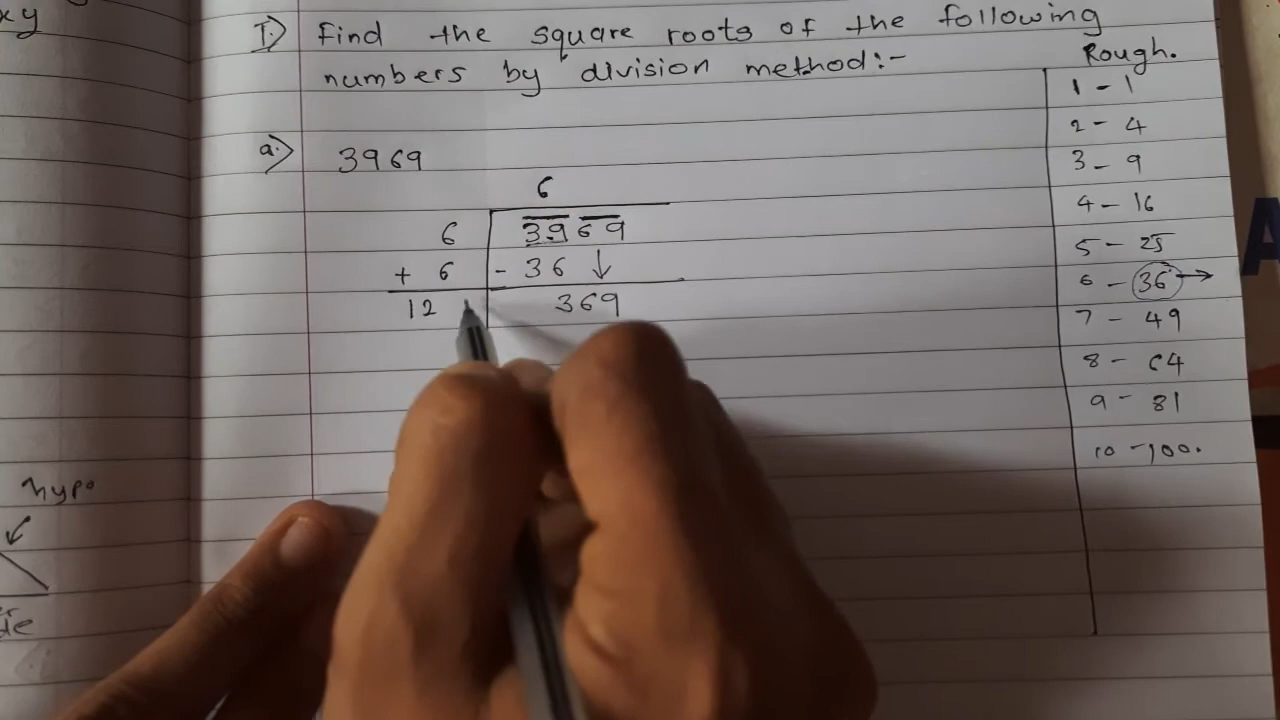 xy
I.) Find the square roots of the following
numbers by division method:-
a.) 3969
6
6 3969
+ 6 - 36 ↓
12 369
Rough.
1 - 1
2 - 4
3 - 9
4 - 16
5 - 25
6 - 36 →
7 - 49
8 - 64
9 - 81
10 - 100.
hypo
A